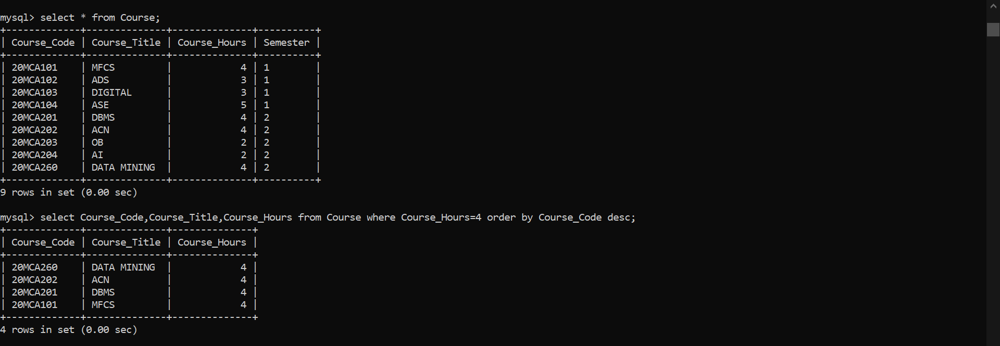 mysql> select * from Course;
+-------------+--------------+--------------+----------+
| Course_Code | Course_Title | Course_Hours | Semester |
+-------------+--------------+--------------+----------+
| 20MCA101    | MFCS         |            4 | 1        |
| 20MCA102    | ADS          |            3 | 1        |
| 20MCA103    | DIGITAL      |            3 | 1        |
| 20MCA104    | ASE          |            5 | 1        |
| 20MCA201    | DBMS         |            4 | 2        |
| 20MCA202    | ACN          |            4 | 2        |
| 20MCA203    | OB           |            2 | 2        |
| 20MCA204    | AI           |            2 | 2        |
| 20MCA260    | DATA MINING  |            4 | 2        |
+-------------+--------------+--------------+----------+
9 rows in set (0.00 sec)

mysql> select Course_Code,Course_Title,Course_Hours from Course where Course_Hours=4 order by Course_Code desc;
+-------------+--------------+--------------+
| Course_Code | Course_Title | Course_Hours |
+-------------+--------------+--------------+
| 20MCA260    | DATA MINING  |            4 |
| 20MCA202    | ACN          |            4 |
| 20MCA201    | DBMS         |            4 |
| 20MCA101    | MFCS         |            4 |
+-------------+--------------+--------------+
4 rows in set (0.00 sec)